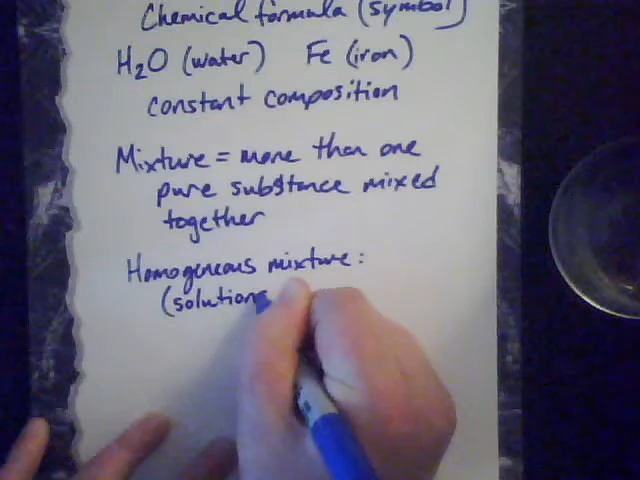 Chemical formula (symbol)
H₂O (water) Fe (iron)
constant composition
Mixture = more than one
pure substance mixed
together
Homogeneous mixture:
(solutions